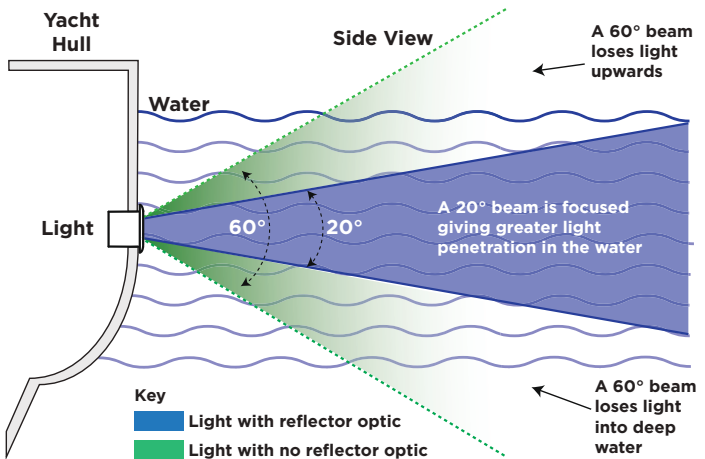 Yacht
Hull
Side View
A 60° beam
loses light
upwards
Water
Light
60°
20°
A 20° beam is focused
giving greater light
penetration in the water
A 60° beam
loses light
into deep
water
Key
Light with reflector optic
Light with no reflector optic